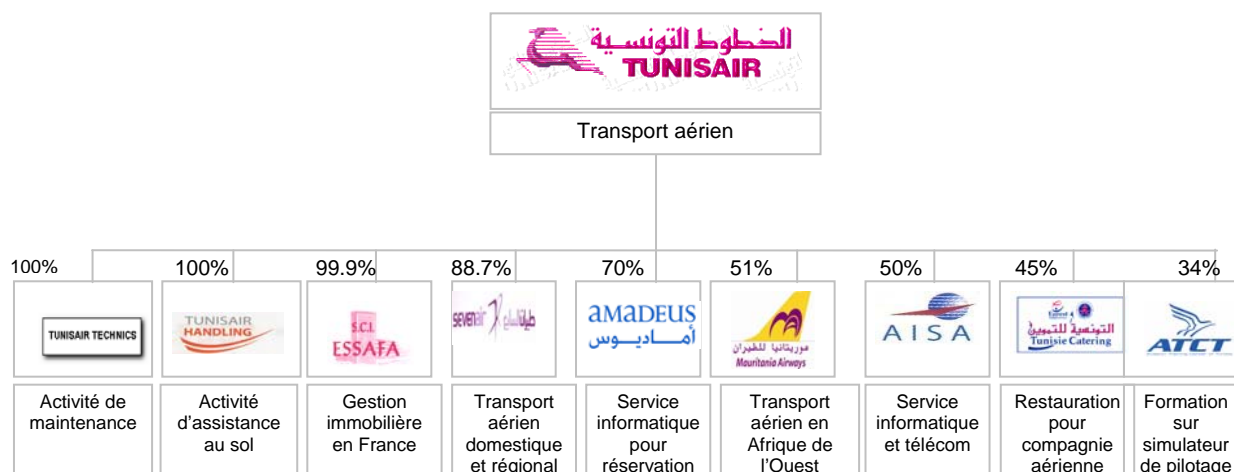 الخطوط التونسية
TUNISAIR
Transport aérien
100%
100%
99.9%
88.7%
70%
51%
50%
45%
34%
TUNISAIR TECHNICS
TUNISAIR
HANDLING
S.C.I.
ESSAFA
sevenair
amadeus
أماديوس
موريتانيا للطيران
Mauritania Airways
AISA
التونسية للتموين
Tunisie Catering
ATCT
Activité de
maintenance
Activité
d’assistance
au sol
Gestion
immobilière
en France
Transport
aérien
domestique
et régional
Service
informatique
pour
réservation
Transport
aérien en
Afrique de
l’Ouest
Service
informatique
et télécom
Restauration
pour
compagnie
aérienne
Formation
sur
simulateur
de pilotage